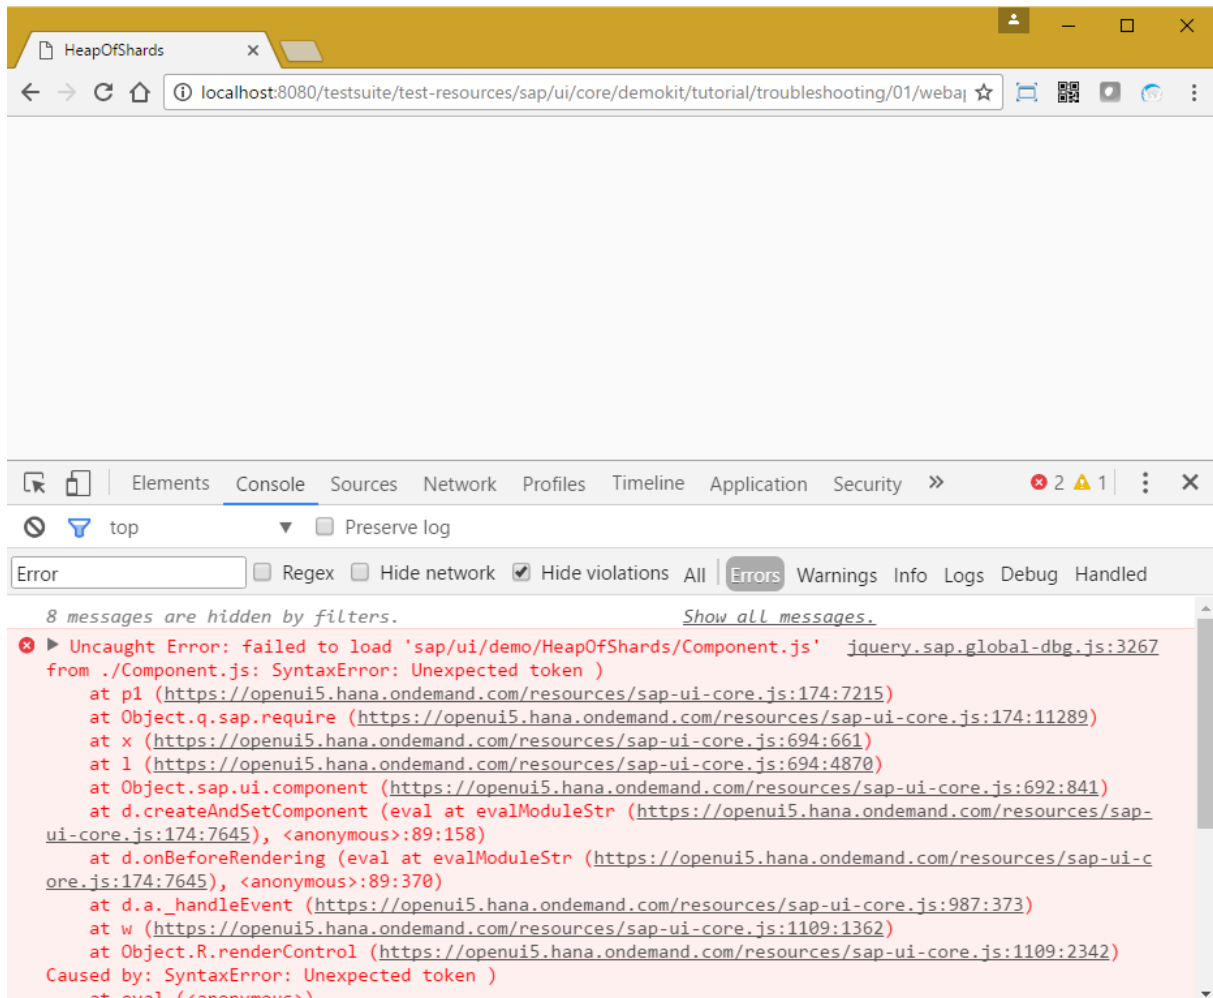 HeapOfShards
localhost:8080/testsuite/test-resources/sap/ui/core/demokit/tutorial/troubleshooting/01/webap
Elements Console Sources Network Profiles Timeline Application Security » 2 1
top Preserve log
Error Regex Hide network Hide violations All Errors Warnings Info Logs Debug Handled
8 messages are hidden by filters. Show all messages.
Uncaught Error: failed to load 'sap/ui/demo/HeapOfShards/Component.js' jquery.sap.global-dbg.js:3267
from ./Component.js: SyntaxError: Unexpected token )
at p1 (https://openui5.hana.ondemand.com/resources/sap-ui-core.js:174:7215)
at Object.q.sap.require (https://openui5.hana.ondemand.com/resources/sap-ui-core.js:174:11289)
at x (https://openui5.hana.ondemand.com/resources/sap-ui-core.js:694:661)
at l (https://openui5.hana.ondemand.com/resources/sap-ui-core.js:694:4870)
at Object.sap.ui.component (https://openui5.hana.ondemand.com/resources/sap-ui-core.js:692:841)
at d.createAndSetComponent (eval at evalModuleStr (https://openui5.hana.ondemand.com/resources/sap-
ui-core.js:174:7645), <anonymous>:89:158)
at d.onBeforeRendering (eval at evalModuleStr (https://openui5.hana.ondemand.com/resources/sap-ui-c
ore.js:174:7645), <anonymous>:89:370)
at d.a._handleEvent (https://openui5.hana.ondemand.com/resources/sap-ui-core.js:987:373)
at w (https://openui5.hana.ondemand.com/resources/sap-ui-core.js:1109:1362)
at Object.R.renderControl (https://openui5.hana.ondemand.com/resources/sap-ui-core.js:1109:2342)
Caused by: SyntaxError: Unexpected token )
at eval (<anonymous>)